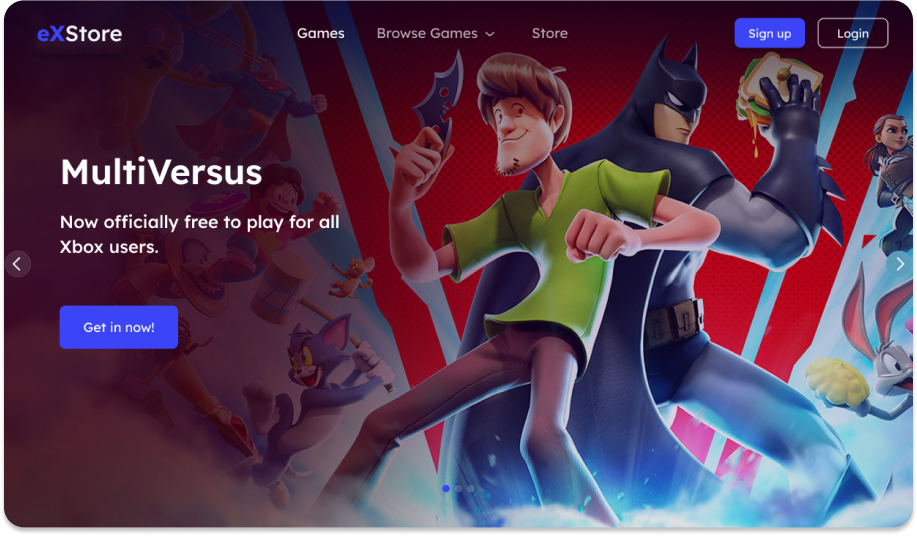 eXStore
Games
Browse Games
Store
Sign up
Login
MultiVersus
Now officially free to play for all
Xbox users.
Get in now!